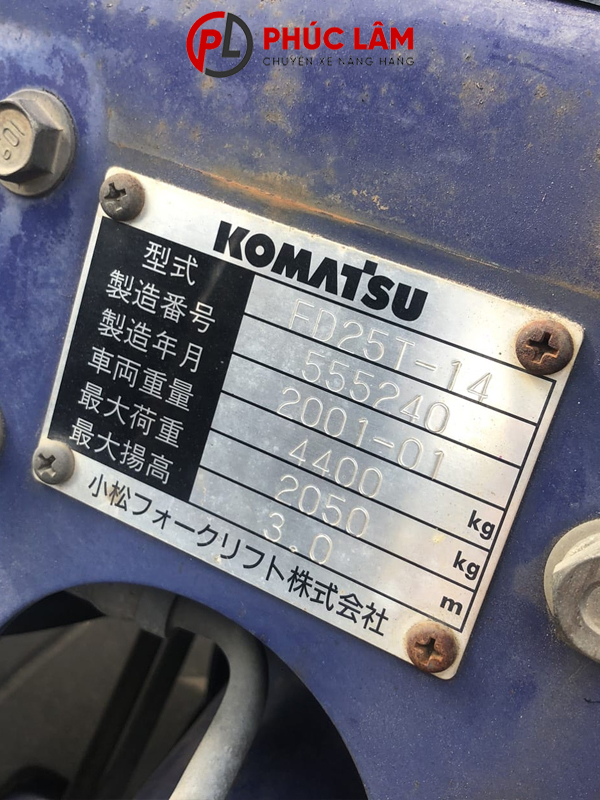 PL PHÚC LÂM
CHUYÊN XE NÂNG HÀNG
10.9
KOMATSU
型式 FD25T-14
製造番号 555240
製造年月 2001-01
車両重量 4400 kg
最大荷重 2050 kg
最大揚高 3.0 m
小松フォークリフト株式会社